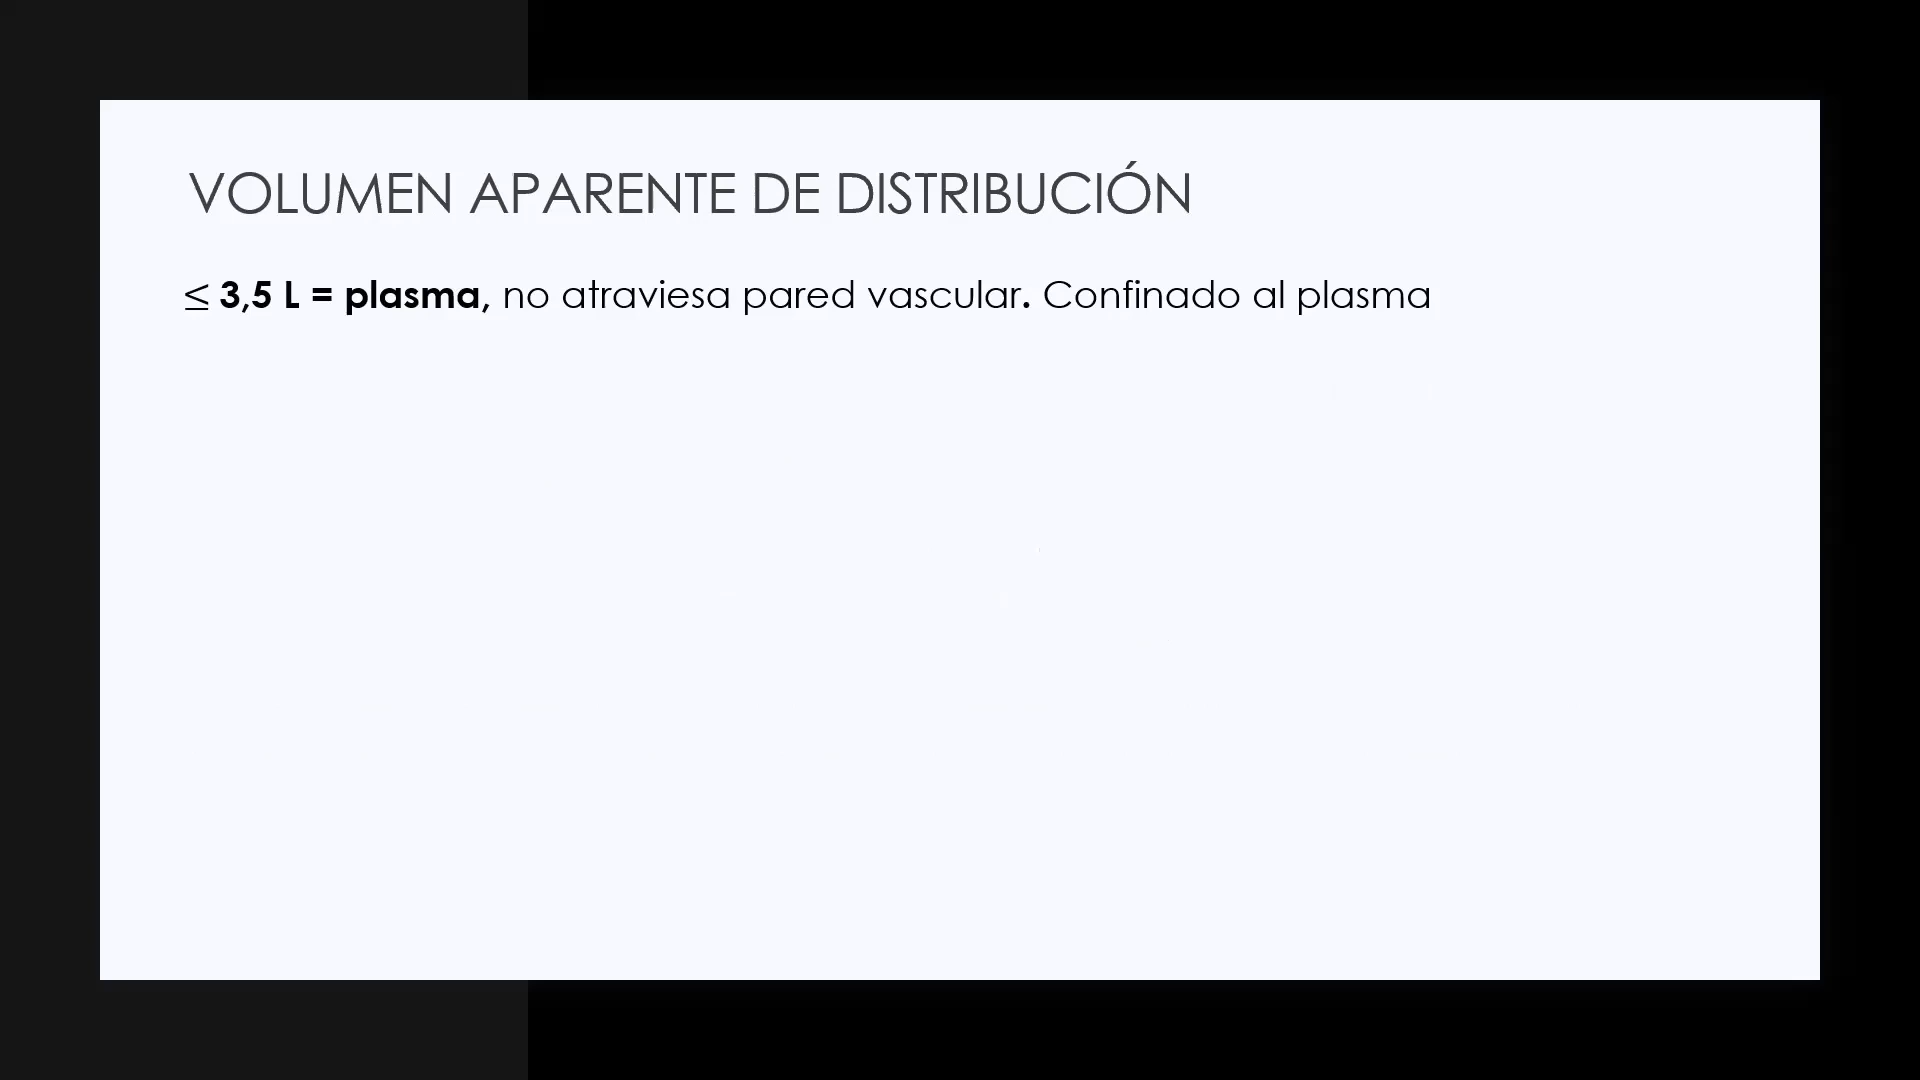 VOLUMEN APARENTE DE DISTRIBUCIÓN
≤ 3,5 L = plasma, no atraviesa pared vascular. Confinado al plasma